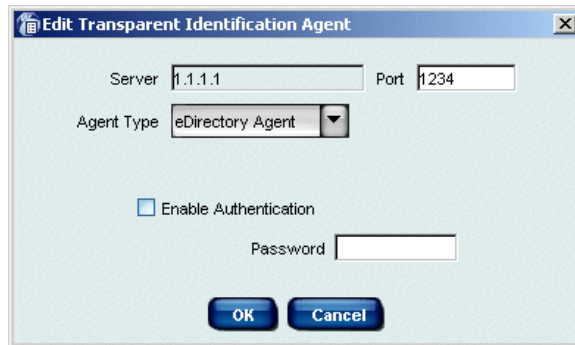 Edit Transparent Identification Agent
Server 1.1.1.1 Port 1234
Agent Type eDirectory Agent
Enable Authentication
Password
OK Cancel